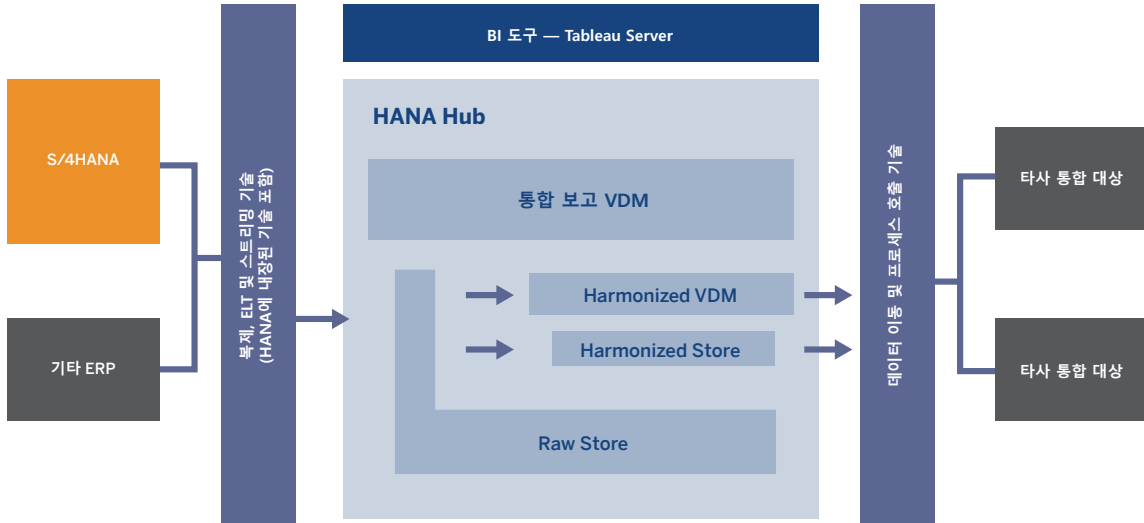 BI 도구 — Tableau Server
S/4HANA
기타 ERP
복제, ELT 및 스트리밍 기술
(HANA에 내장된 기술 포함)
HANA Hub
통합 보고 VDM
Harmonized VDM
Harmonized Store
Raw Store
데이터 이동 및 프로세스 호출 기술
타사 통합 대상
타사 통합 대상